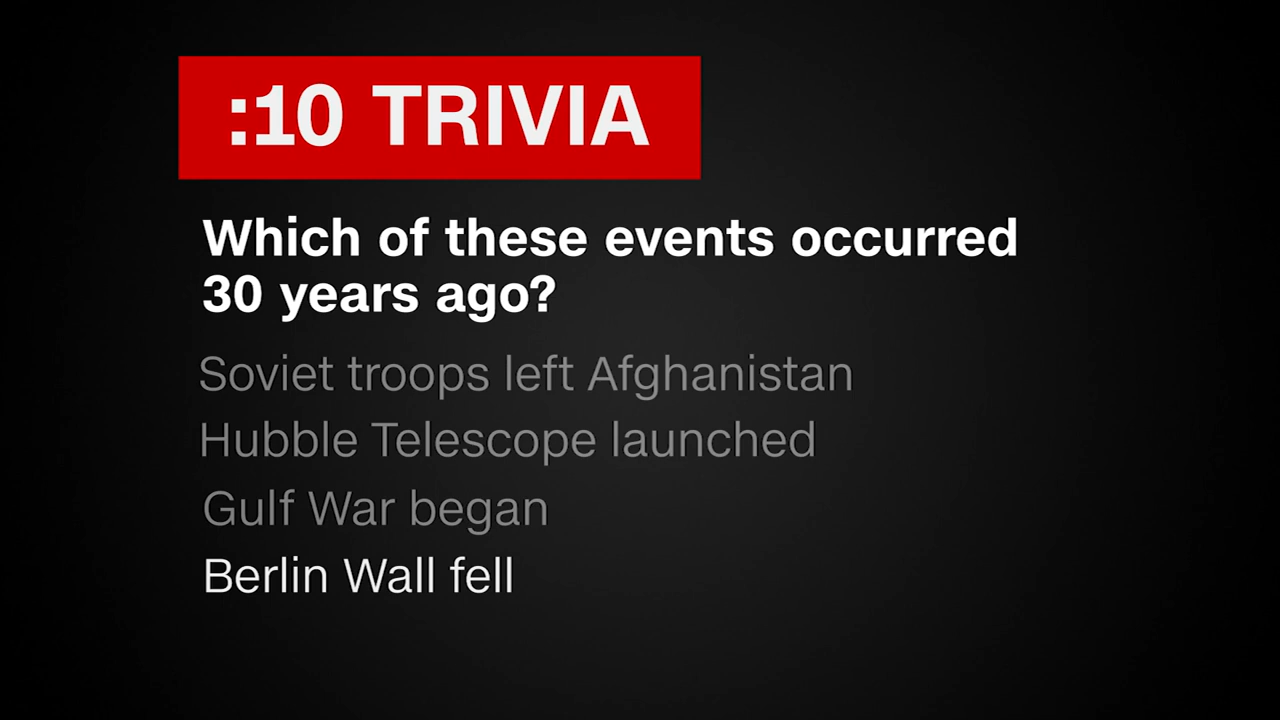 :10 TRIVIA
Which of these events occurred
30 years ago?
Soviet troops left Afghanistan
Hubble Telescope launched
Gulf War began
Berlin Wall fell